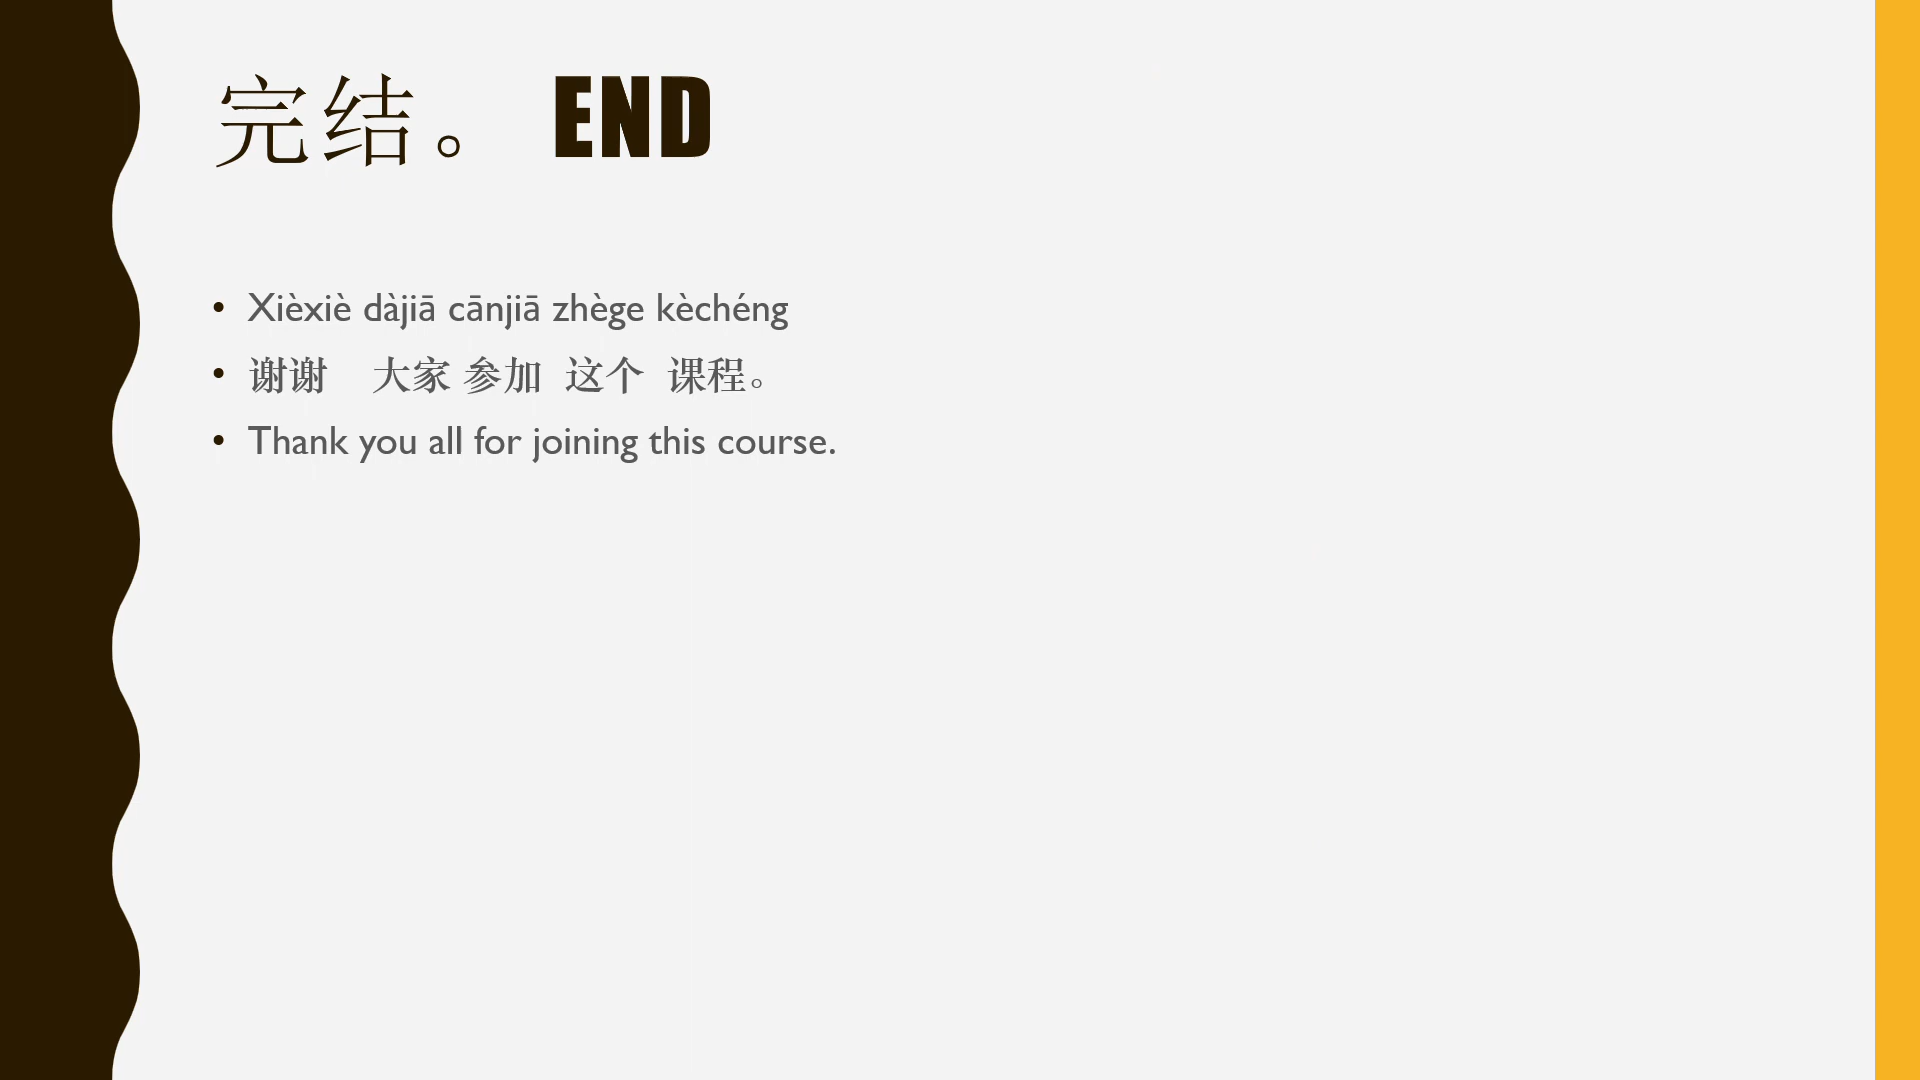 完结。 END
• Xièxiè dàjiā cānjiā zhège kèchéng
• 谢谢 大家 参加 这个 课程。
• Thank you all for joining this course.